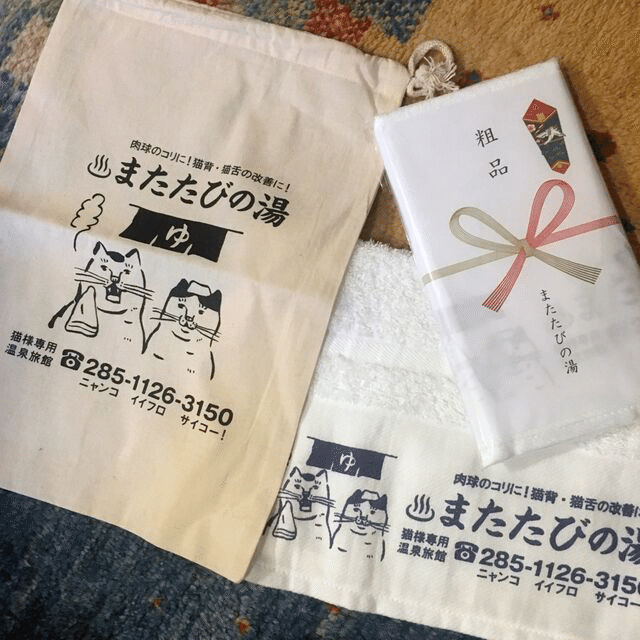 肉球のコリに!猫背・猫舌の改善に!
♨またたびの湯
ゆ
猫様専用
温泉旅館
☎285-1126-3150
ニャンコ イイフロ サイコー!
粗品
またたびの湯
ゆ
肉球のコリに!猫背・猫舌の改善に
♨またたびの湯
猫様専用
温泉旅館
☎285-1126-3150
ニャンコ イイフロ サイコー!